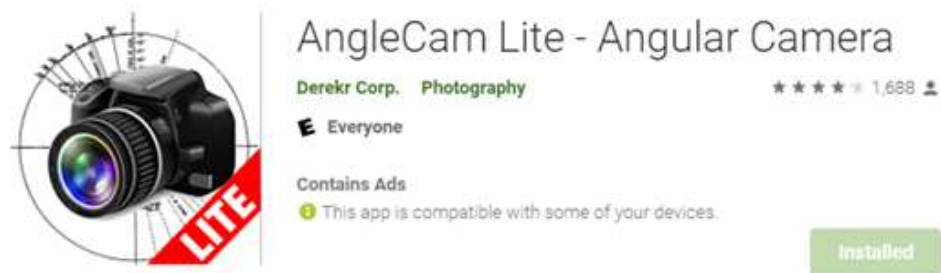 AngleCam Lite - Angular Camera
Derekr Corp. Photography
1,688
Everyone
Contains Ads
This app is compatible with some of your devices.
LITE
Installed